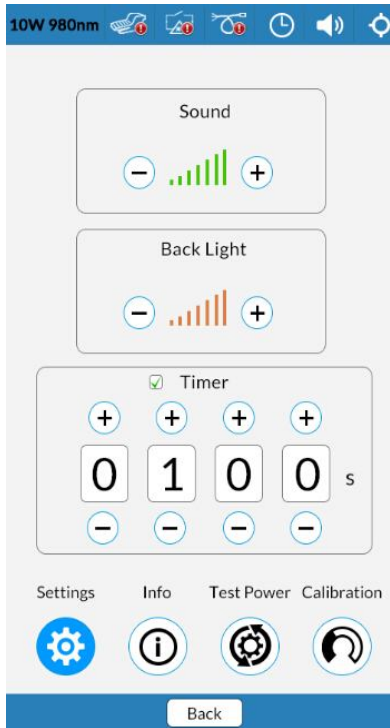 10W 980nm
Sound
Back Light
Timer
0 1 0 0 s
Settings Info Test Power Calibration
Back